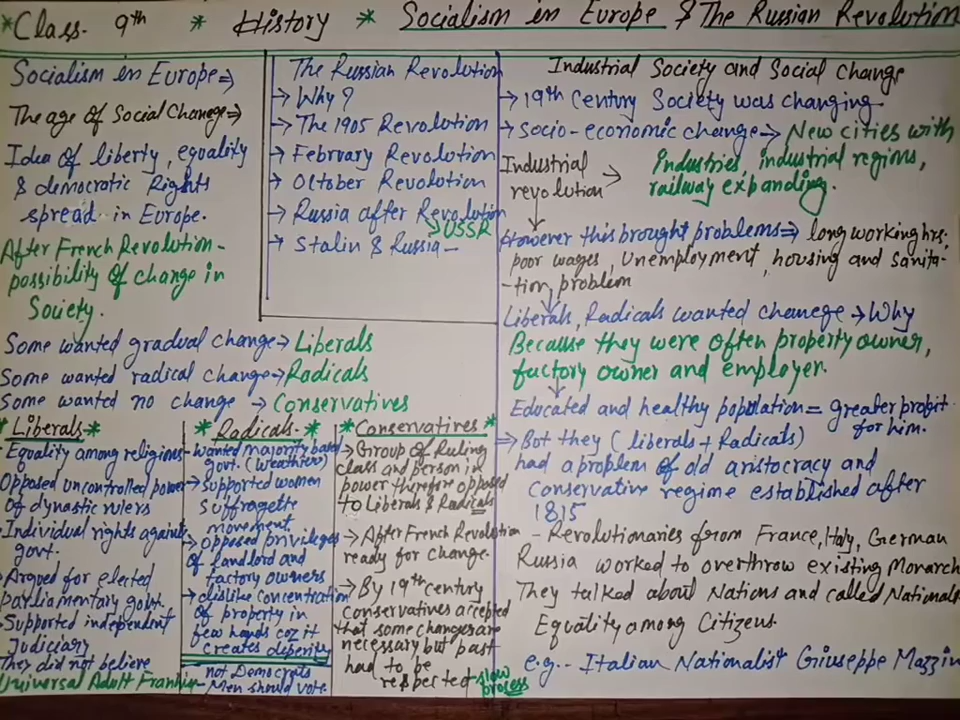 *Class- 9th * History * Socialism in Europe & The Russian Revolution
Socialism in Europe⇒
The age of Social Change⇒
Idea of liberty, equality
& democratic Rights
spread in Europe.
After French Revolution-
possibility of change in
Society.
The Russian Revolution
→ Why?
→ The 1905 Revolution
→ February Revolution
→ October Revolution
→ Russia after Revolution
→ USSR
→ Stalin & Russia-
Some wanted gradual change→ Liberals
Some wanted radical change→Radicals
Some wanted no change → Conservatives
*Liberals-*
Equality among religions
Opposed uncontrolled power
of dynastic rulers
Individual rights against
govt.
Argued for elected
parliamentary govt.
Supported independent
Judiciary
They did not believe
Universal Adult Franchise-
*Radicals-*
wanted majority based
govt. (Weathier)
→Supported women
Suffragette
movement.
→ Opposed privileges
of landlord and
factory owners
→ dislike concentration
of property in
few hands coz it
creates disperity
not Democrats
-Men should vote.
*Conservatives*
→ Group of Ruling
class and person in
power therefore opposed
to Liberals & Radicals
→ After French Revolution
ready for change.
→ By 19th century
conservatives accepted
that some changes are
necessary but past
had to be
respected→slow
process
Industrial Society and Social Change
→ 19th Century Society was changing.
→ Socio-economic change→ New cities with
Industries, industrial regions,
railway expanding.
Industrial
revolution →
However this brought problems⇒ long working hrs,
poor wages, Unemployment, housing and sanita-
-tion problem
Liberals, Radicals wanted chamege →Why
Because they were often property owner,
factory owner and employer.
Educated and healthy population = greater profit
for him.
→ But they (liberals + Radicals)
had a problem of old aristocracy and
Conservative regime established after
1815
- Revolutionaries from France, Italy, German
Russia worked to overthrow existing Monarch
They talked about Nations and called Nationals
Equality among Citizens.
e.g.- Italian Nationalist Giuseppe Mazzin